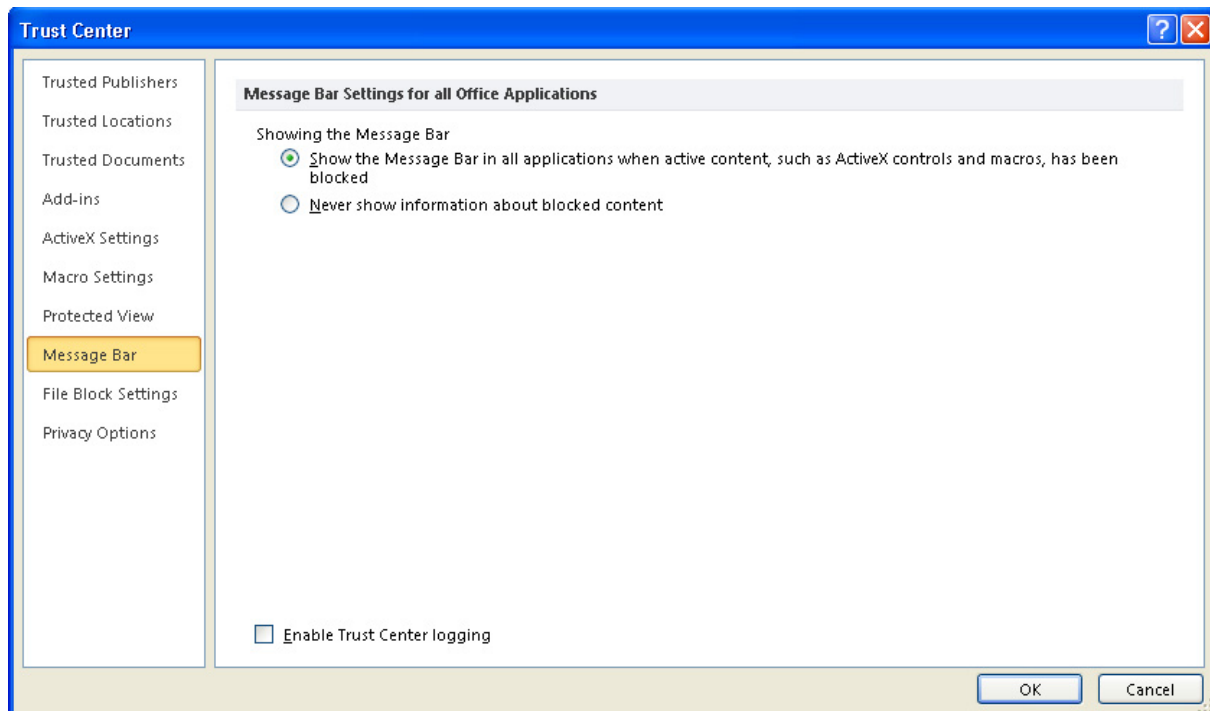 Trust Center
Trusted Publishers
Trusted Locations
Trusted Documents
Add-ins
ActiveX Settings
Macro Settings
Protected View
Message Bar
File Block Settings
Privacy Options
Message Bar Settings for all Office Applications
Showing the Message Bar
Show the Message Bar in all applications when active content, such as ActiveX controls and macros, has been
blocked
Never show information about blocked content
Enable Trust Center logging
OK
Cancel